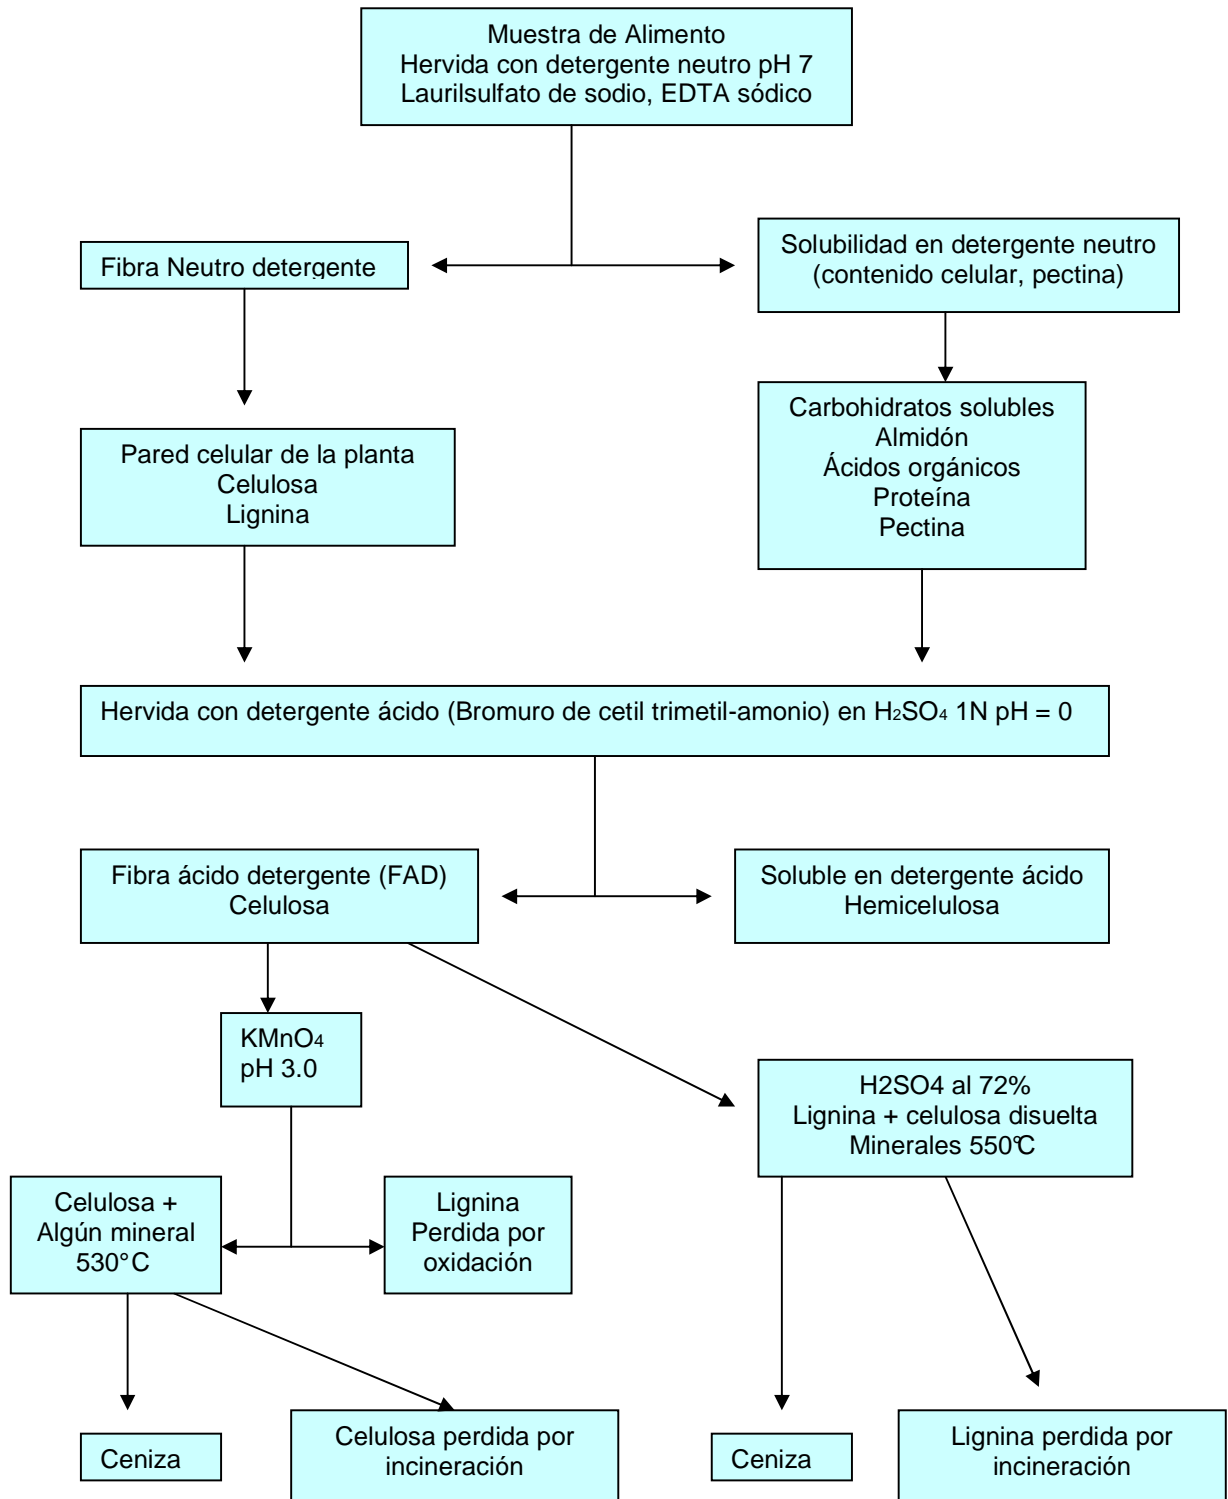 Muestra de Alimento
Hervida con detergente neutro pH 7
Laurilsulfato de sodio, EDTA sódico
Fibra Neutro detergente
Solubilidad en detergente neutro
(contenido celular, pectina)
Pared celular de la planta
Celulosa
Lignina
Carbohidratos solubles
Almidón
Ácidos orgánicos
Proteína
Pectina
Hervida con detergente ácido (Bromuro de cetil trimetil-amonio) en H₂SO₄ 1N pH = 0
Fibra ácido detergente (FAD)
Celulosa
Soluble en detergente ácido
Hemicelulosa
KMnO₄
pH 3.0
H2SO4 al 72%
Lignina + celulosa disuelta
Minerales 550°C
Celulosa +
Algún mineral
530°C
Lignina
Perdida por
oxidación
Ceniza
Celulosa perdida por
incineración
Ceniza
Lignina perdida por
incineración